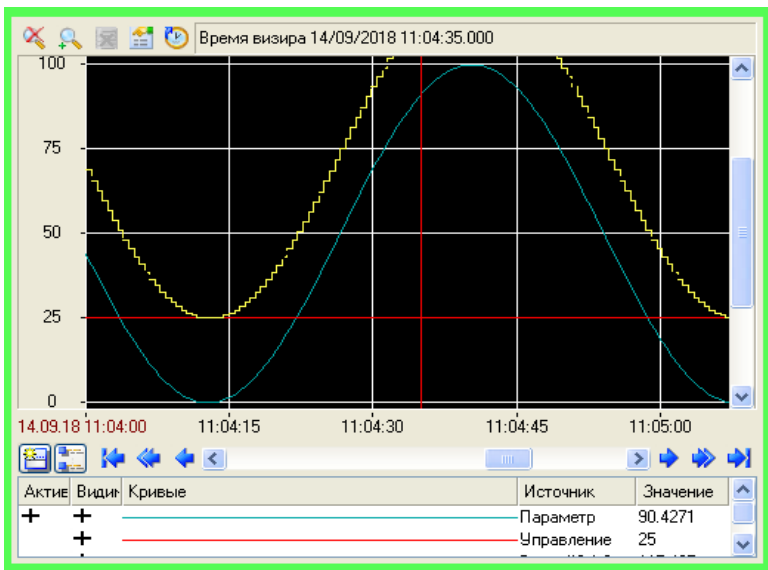 Время визира 14/09/2018 11:04:35.000
100
75
50
25
0
14.09.18 11:04:00 11:04:15 11:04:30 11:04:45 11:05:00
Актив Видим Кривые Источник Значение
Параметр 90.4271
Управление 25